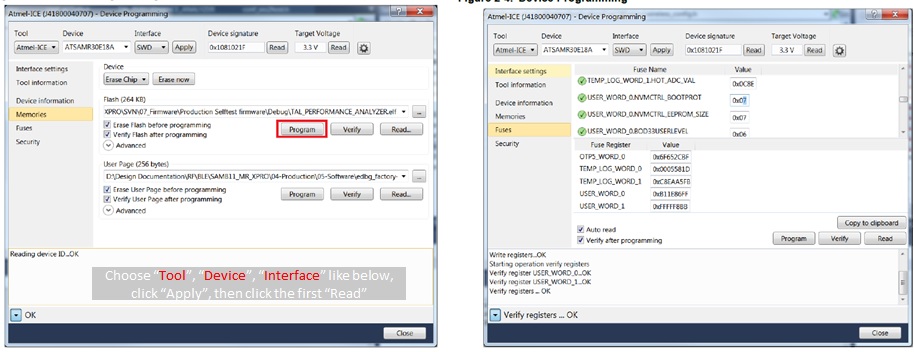 Atmel-ICE (J41800040707) - Device Programming
Tool
Device
Interface
Device signature
Target Voltage
Atmel-ICE
ATSAMR30E18A
SWD
Apply
0x1081021F
Read
3.3 V
Read
Interface settings
Tool information
Device information
Memories
Fuses
Security
Device
Erase Chip
Erase now
Flash (264 KB)
XPRO\SVN\07_Firmware\Production Selftest firmware\Debug\TAL_PERFORMANCE_ANALYZER.elf
...
Erase Flash before programming
Verify Flash after programming
Program
Verify
Read...
Advanced
User Page (256 bytes)
D:\Design Documentation\RF\BLE\SAMB11_MR_XPRO\04-Production\05-Software\edbg_factory-
...
Erase User Page before programming
Verify User Page after programming
Program
Verify
Read...
Advanced
Reading device ID...OK
Choose "Tool", "Device", "Interface" like below,
click "Apply", then click the first "Read"
OK
Close
Figure 2-4. Device Programming
Atmel-ICE (J41800040707) - Device Programming
Tool
Device
Interface
Device signature
Target Voltage
Atmel-ICE
ATSAMR30E18A
SWD
Apply
0x1081021F
Read
3.3 V
Read
Interface settings
Tool information
Device information
Memories
Fuses
Security
Fuse Name Value
TEMP_LOG_WORD_1.HOT_ADC_VAL 0x0C8E
USER_WORD_0.NVMCTRL_BOOTPROT 0x07
USER_WORD_0.NVMCTRL_EEPROM_SIZE 0x07
USER_WORD_0.BOD33USERLEVEL 0x06
Fuse Register Value
OTP5_WORD_0 0x6F652CBF
TEMP_LOG_WORD_0 0x0005581D
TEMP_LOG_WORD_1 0xC8EAA5FB
USER_WORD_0 0xB11E86FF
USER_WORD_1 0xFFFFFBBB
Copy to clipboard
Auto read
Verify after programming
Program
Verify
Read
Write registers...OK
Starting operation verify registers
Verify register USER_WORD_0...OK
Verify register USER_WORD_1...OK
Verify registers ... OK
Verify registers ... OK
Close